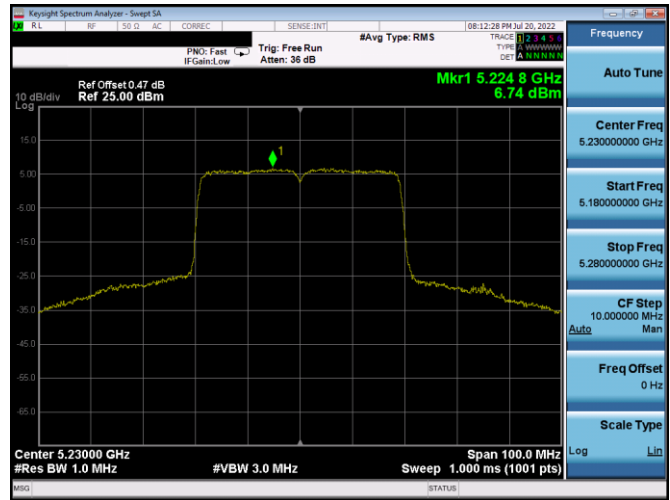 Keysight Spectrum Analyzer - Swept SA
LXI RL RF 50 Ω AC CORREC SENSE:INT 08:12:28 PM Jul 20, 2022
#Avg Type: RMS
TRACE 1 2 3 4 5 6
TYPE A WWWWW
DET A N N N N N
PNO: Fast
IFGain:Low
Trig: Free Run
Atten: 36 dB
Mkr1 5.224 8 GHz
6.74 dBm
Ref Offset 0.47 dB
Ref 25.00 dBm
10 dB/div
Log
1
15.0
5.00
-5.00
-15.0
-25.0
-35.0
-45.0
-55.0
-65.0
Center 5.23000 GHz
#Res BW 1.0 MHz
#VBW 3.0 MHz
Span 100.0 MHz
Sweep 1.000 ms (1001 pts)
MSG
STATUS
Frequency
Auto Tune
Center Freq
5.230000000 GHz
Start Freq
5.180000000 GHz
Stop Freq
5.280000000 GHz
CF Step
10.000000 MHz
Auto Man
Freq Offset
0 Hz
Scale Type
Log Lin